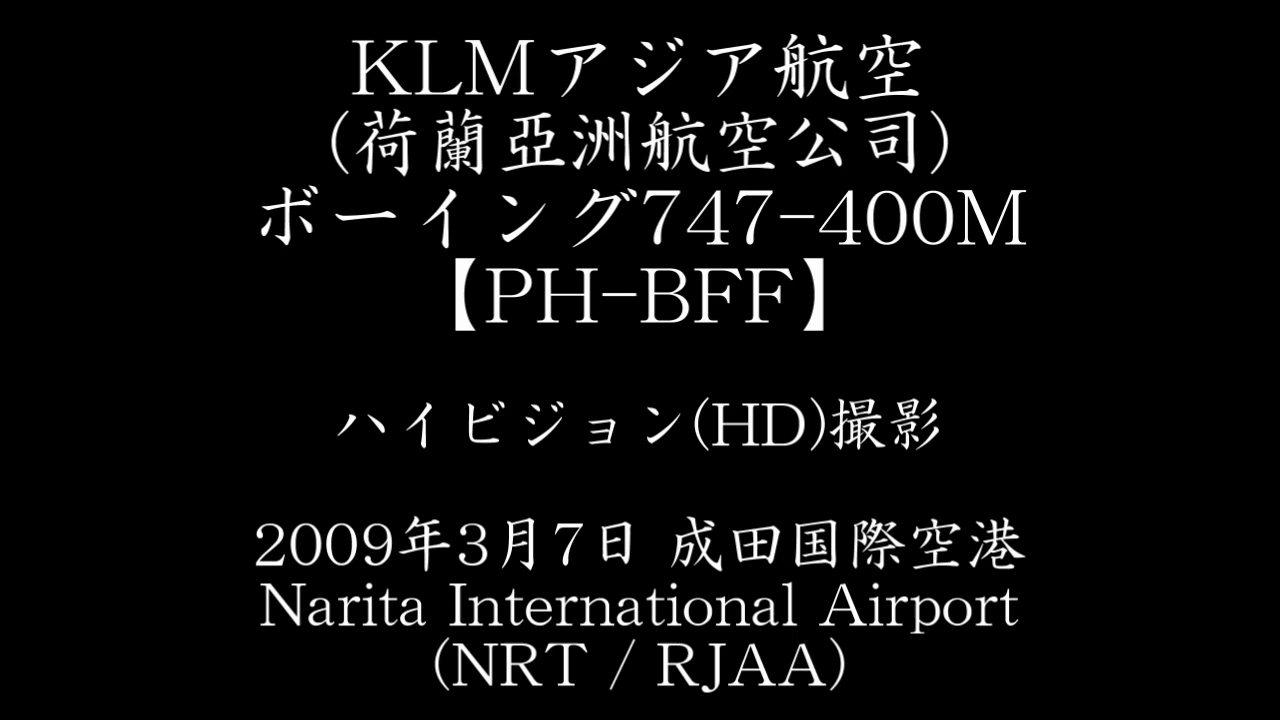 KLMアジア航空
(荷蘭亞洲航空公司)
ボーイング747-400M
【PH-BFF】
ハイビジョン(HD)撮影
2009年3月7日 成田国際空港
Narita International Airport
(NRT / RJAA)